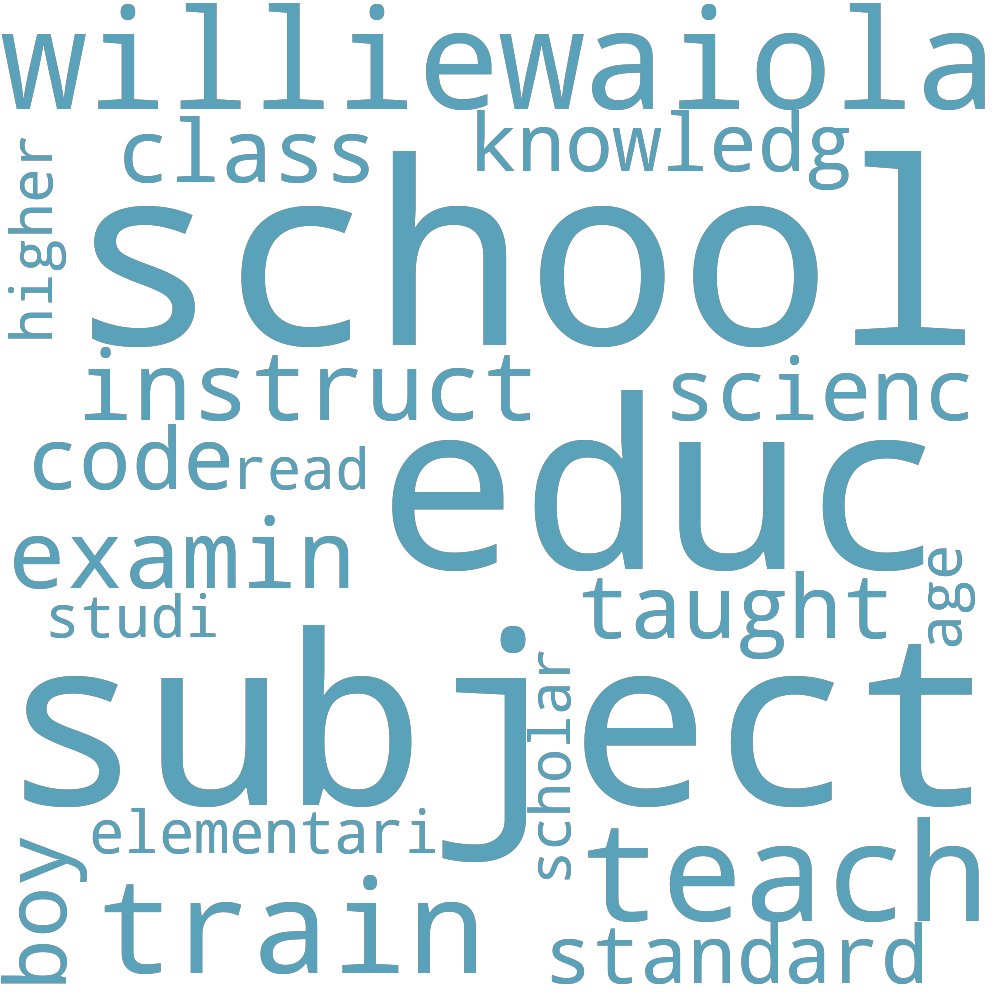 williewaiola
class knowledg
higher
school
instruct scienc
code read
educ
examin
studi
taught
age
subject
scholar
elementari
boy
train
teach
standard